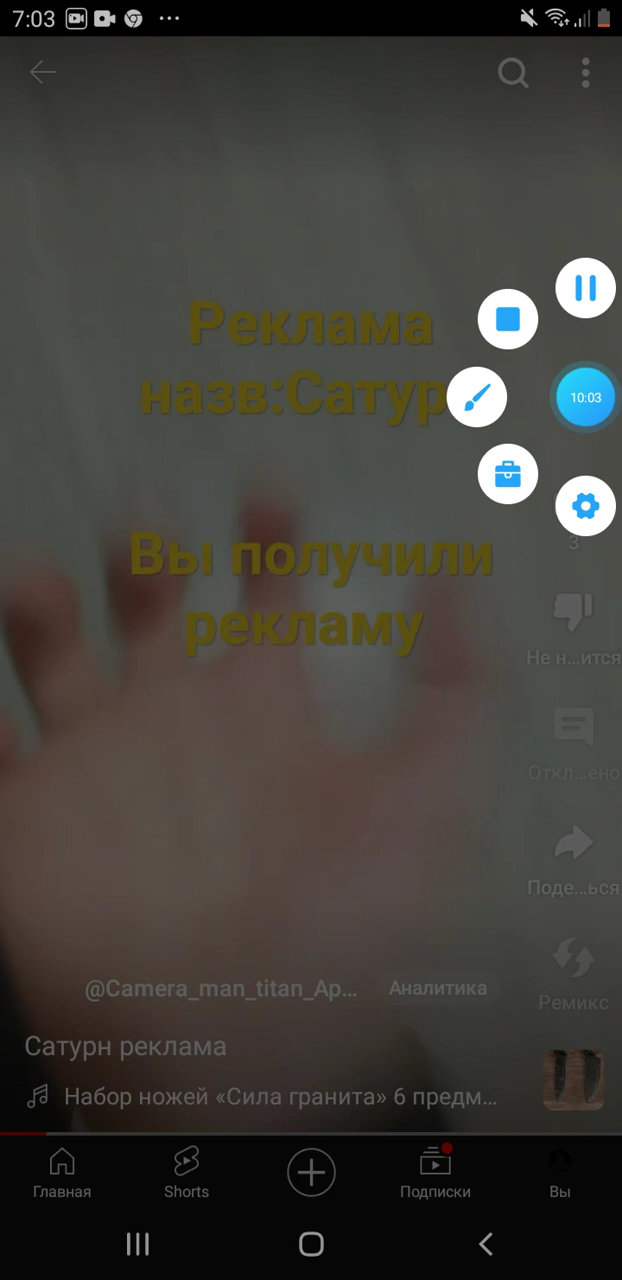 7:03
Реклама
назв:Сатур
10:03
Вы получили
рекламу
3
Не н...ится
Откл...ено
Поде...ься
Ремикс
@Camera_man_titan_Ap...
Аналитика
Сатурн реклама
Набор ножей «Сила гранита» 6 предм...
Главная
Shorts
Подписки
Вы